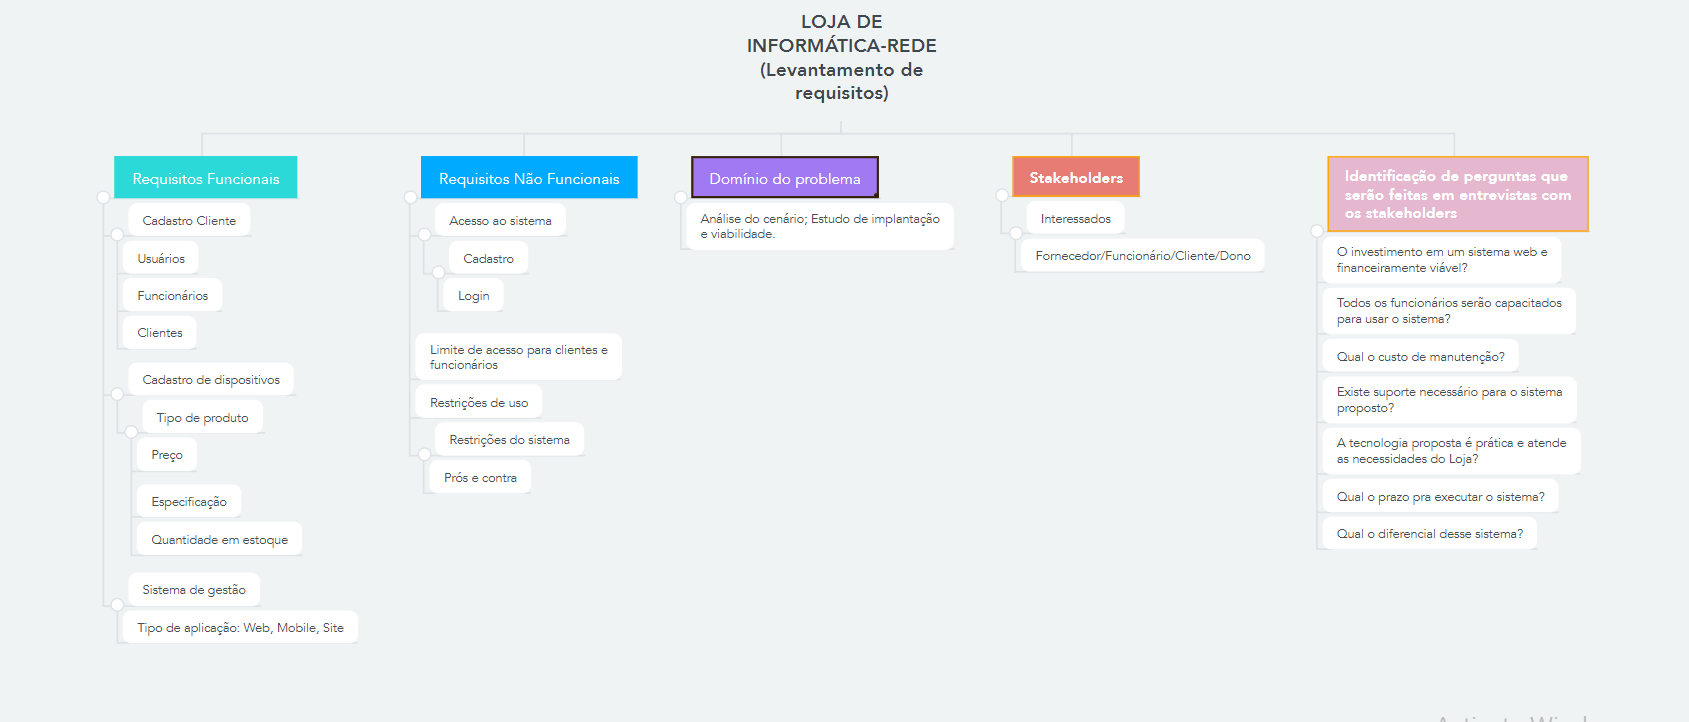 LOJA DE
INFORMÁTICA-REDE
(Levantamento de
requisitos)
Requisitos Funcionais
Cadastro Cliente
Usuários
Funcionários
Clientes
Cadastro de dispositivos
Tipo de produto
Preço
Especificação
Quantidade em estoque
Sistema de gestão
Tipo de aplicação: Web, Mobile, Site
Requisitos Não Funcionais
Acesso ao sistema
Cadastro
Login
Limite de acesso para clientes e
funcionários
Restrições de uso
Restrições do sistema
Prós e contra
Domínio do problema
Análise do cenário; Estudo de implantação
e viabilidade.
Stakeholders
Interessados
Fornecedor/Funcionário/Cliente/Dono
Identificação de perguntas que
serão feitas em entrevistas com
os stakeholders
O investimento em um sistema web e
financeiramente viável?
Todos os funcionários serão capacitados
para usar o sistema?
Qual o custo de manutenção?
Existe suporte necessário para o sistema
proposto?
A tecnologia proposta é prática e atende
as necessidades do Loja?
Qual o prazo pra executar o sistema?
Qual o diferencial desse sistema?